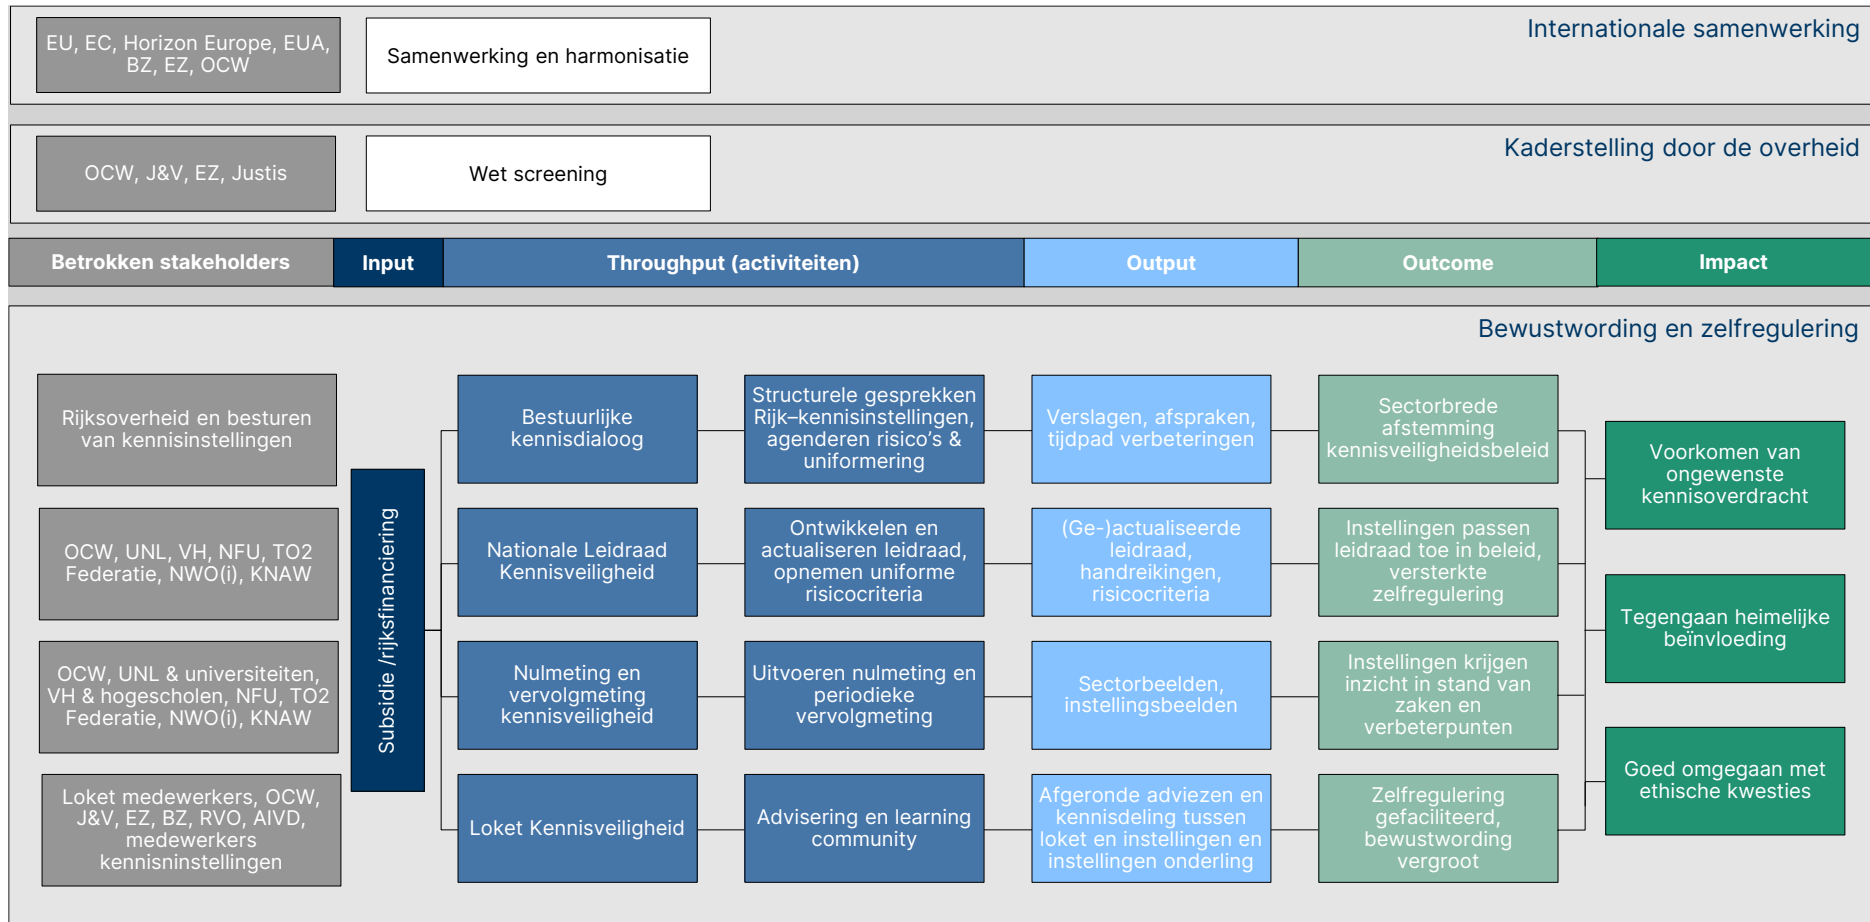 Internationale samenwerking
EU, EC, Horizon Europe, EUA,
BZ, EZ, OCW
Samenwerking en harmonisatie
Kaderstelling door de overheid
OCW, J&V, EZ, Justis
Wet screening
Betrokken stakeholders
Input
Throughput (activiteiten)
Output
Outcome
Impact
Bewustwording en zelfregulering
Rijksoverheid en besturen
van kennisinstellingen
OCW, UNL, VH, NFU, TO2
Federatie, NWO(i), KNAW
OCW, UNL & universiteiten,
VH & hogescholen, NFU, TO2
Federatie, NWO(i), KNAW
Loket medewerkers, OCW,
J&V, EZ, BZ, RVO, AIVD,
medewerkers
kennisninstellingen
Subsidie /rijksfinanciering
Bestuurlijke
kennisdialoog
Structurele gesprekken
Rijk–kennisinstellingen,
agenderen risico’s &
uniformering
Verslagen, afspraken,
tijdpad verbeteringen
Sectorbrede
afstemming
kennisveiligheidsbeleid
Nationale Leidraad
Kennisveiligheid
Ontwikkelen en
actualiseren leidraad,
opnemen uniforme
risicocriteria
(Ge-)actualiseerde
leidraad,
handreikingen,
risicocriteria
Instellingen passen
leidraad toe in beleid,
versterkte
zelfregulering
Nulmeting en
vervolgmeting
kennisveiligheid
Uitvoeren nulmeting en
periodieke
vervolgmeting
Sectorbeelden,
instellingsbeelden
Instellingen krijgen
inzicht in stand van
zaken en
verbeterpunten
Loket Kennisveiligheid
Advisering en learning
community
Afgeronde adviezen en
kennisdeling tussen
loket en instellingen en
instellingen onderling
Zelfregulering
gefaciliteerd,
bewustwording
vergroot
Voorkomen van
ongewenste
kennisoverdracht
Tegengaan heimelijke
beïnvloeding
Goed omgegaan met
ethische kwesties